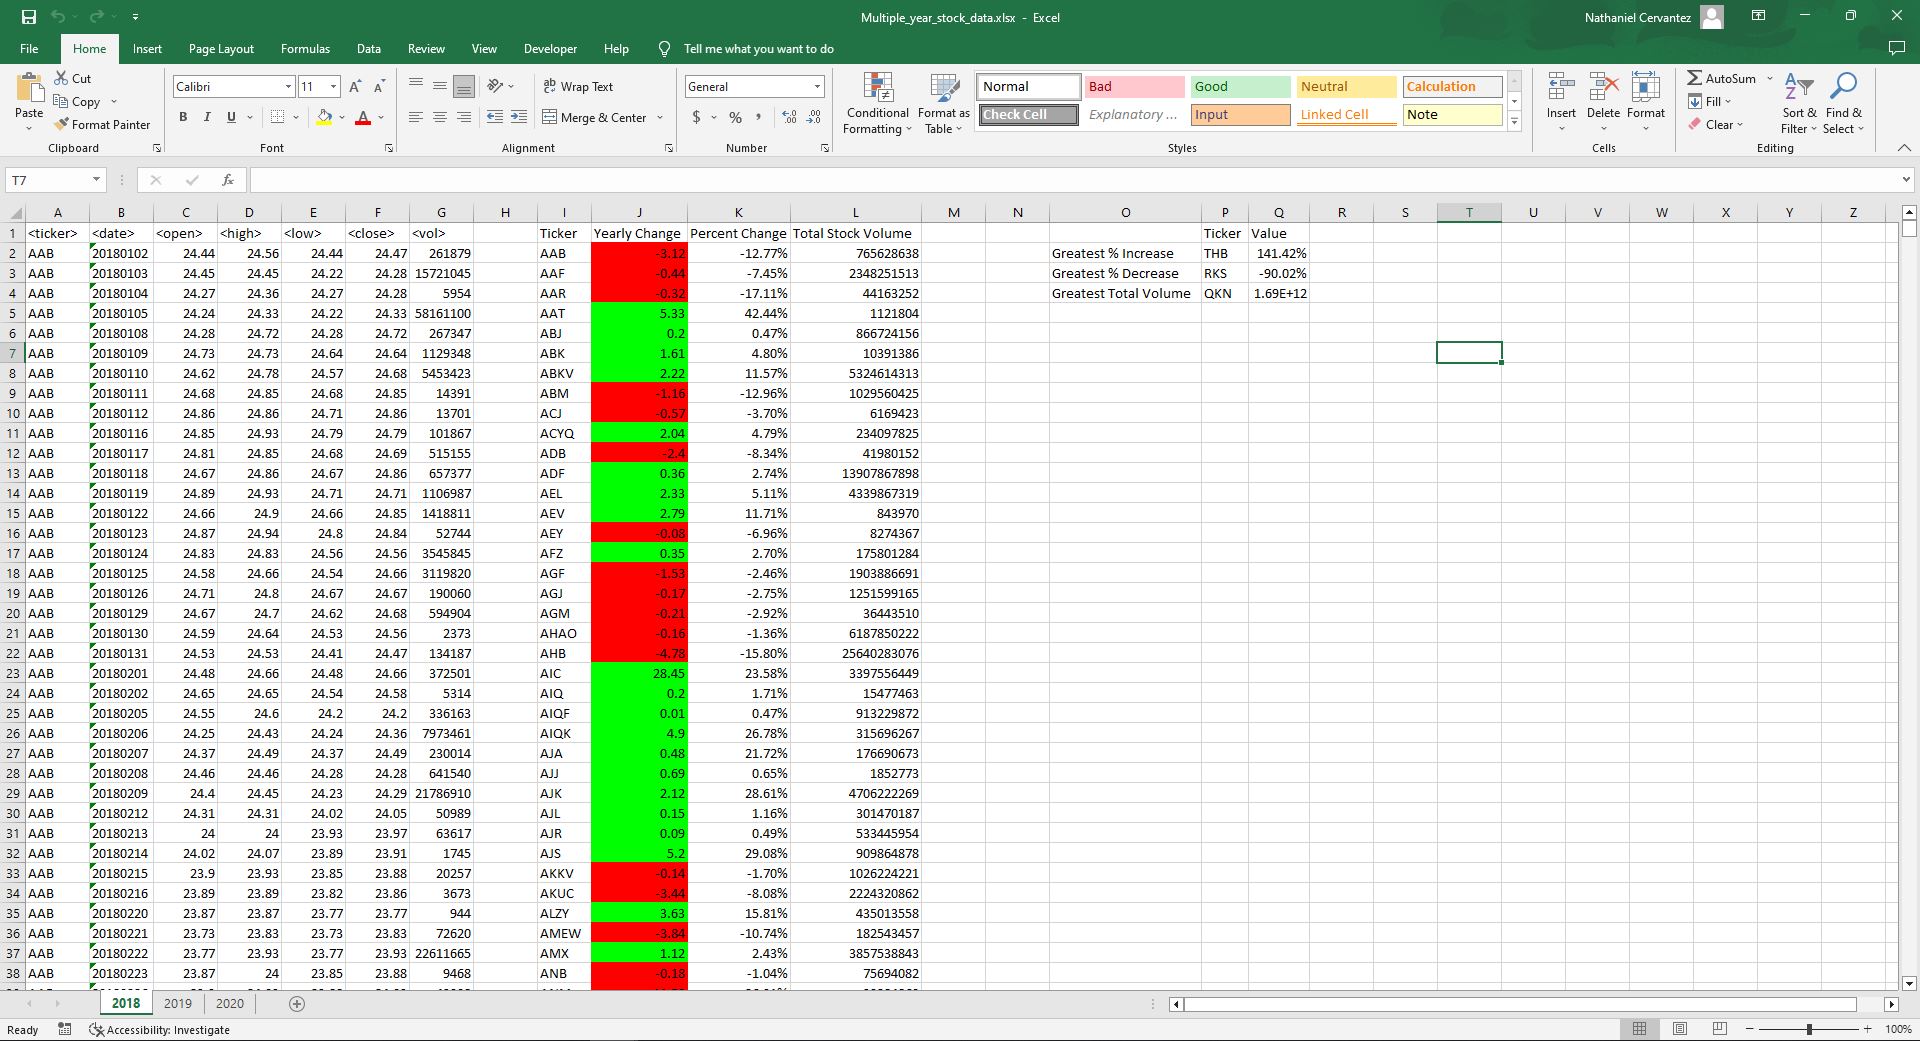 Multiple_year_stock_data.xlsx - Excel
Nathaniel Cervantez
File Home Insert Page Layout Formulas Data Review View Developer Help Tell me what you want to do
Cut
Copy
Format Painter
Paste
Clipboard
Calibri 11
B I U
Font
Wrap Text
Merge & Center
Alignment
General
$ % ,
Number
Conditional Formatting
Format as Table
Normal Bad Good Neutral Calculation
Check Cell Explanatory ... Input Linked Cell Note
Styles
Insert Delete Format
Cells
AutoSum
Fill
Clear
Sort & Filter
Find & Select
Editing
T7
fx
A B C D E F G H I J K L M N O P Q R S T U V W X Y Z
1 <ticker> <date> <open> <high> <low> <close> <vol> Ticker Yearly Change Percent Change Total Stock Volume Ticker Value
2 AAB 20180102 24.44 24.56 24.44 24.47 261879 AAB -3.12 -12.77% 765628638 Greatest % Increase THB 141.42%
3 AAB 20180103 24.45 24.45 24.22 24.28 15721045 AAF -0.44 -7.45% 2348251513 Greatest % Decrease RKS -90.02%
4 AAB 20180104 24.27 24.36 24.27 24.28 5954 AAR -0.32 -17.11% 44163252 Greatest Total Volume QKN 1.69E+12
5 AAB 20180105 24.24 24.33 24.22 24.33 58161100 AAT 5.33 42.44% 1121804
6 AAB 20180108 24.28 24.72 24.28 24.72 267347 ABJ 0.2 0.47% 866724156
7 AAB 20180109 24.73 24.73 24.64 24.64 1129348 ABK 1.61 4.80% 10391386
8 AAB 20180110 24.62 24.78 24.57 24.68 5453423 ABKV 2.22 11.57% 5324614313
9 AAB 20180111 24.68 24.85 24.68 24.85 14391 ABM -1.16 -12.96% 1029560425
10 AAB 20180112 24.86 24.86 24.71 24.86 13701 ACJ -0.57 -3.70% 6169423
11 AAB 20180116 24.85 24.93 24.79 24.79 101867 ACYQ 2.04 4.79% 234097825
12 AAB 20180117 24.81 24.85 24.68 24.69 515155 ADB -2.4 -8.34% 41980152
13 AAB 20180118 24.67 24.86 24.67 24.86 657377 ADF 0.36 2.74% 13907867898
14 AAB 20180119 24.89 24.93 24.71 24.71 1106987 AEL 2.33 5.11% 4339867319
15 AAB 20180122 24.66 24.9 24.66 24.85 1418811 AEV 2.79 11.71% 843970
16 AAB 20180123 24.87 24.94 24.8 24.84 52744 AEY -0.08 -6.96% 8274367
17 AAB 20180124 24.83 24.83 24.56 24.56 3545845 AFZ 0.35 2.70% 175801284
18 AAB 20180125 24.58 24.66 24.54 24.66 3119820 AGF -1.53 -2.46% 1903886691
19 AAB 20180126 24.71 24.8 24.67 24.67 190060 AGJ -0.17 -2.75% 1251599165
20 AAB 20180129 24.67 24.7 24.62 24.68 594904 AGM -0.21 -2.92% 36443510
21 AAB 20180130 24.59 24.64 24.53 24.56 2373 AHAO -0.16 -1.36% 6187850222
22 AAB 20180131 24.53 24.53 24.41 24.47 134187 AHB -4.78 -15.80% 25640283076
23 AAB 20180201 24.48 24.66 24.48 24.66 372501 AIC 28.45 23.58% 3397556449
24 AAB 20180202 24.65 24.65 24.54 24.58 5314 AIQ 0.2 1.71% 15477463
25 AAB 20180205 24.55 24.6 24.2 24.2 336163 AIQF 0.01 0.47% 913229872
26 AAB 20180206 24.25 24.43 24.24 24.36 7973461 AIQK 4.9 26.78% 315696267
27 AAB 20180207 24.37 24.49 24.37 24.49 230014 AJA 0.48 21.72% 176690673
28 AAB 20180208 24.46 24.46 24.28 24.28 641540 AJJ 0.69 0.65% 1852773
29 AAB 20180209 24.4 24.45 24.23 24.29 21786910 AJK 2.12 28.61% 4706222269
30 AAB 20180212 24.31 24.31 24.02 24.05 50989 AJL 0.15 1.16% 301470187
31 AAB 20180213 24 24 23.93 23.97 63617 AJR 0.09 0.49% 533445954
32 AAB 20180214 24.02 24.07 23.89 23.91 1745 AJS 5.2 29.08% 909864878
33 AAB 20180215 23.9 23.93 23.85 23.88 20257 AKKV -0.14 -1.70% 1026224221
34 AAB 20180216 23.89 23.89 23.82 23.86 3673 AKUC -3.44 -8.08% 2224320862
35 AAB 20180220 23.87 23.87 23.77 23.77 944 ALZY 3.63 15.81% 435013558
36 AAB 20180221 23.73 23.83 23.73 23.83 72620 AMEW -3.84 -10.74% 182543457
37 AAB 20180222 23.77 23.93 23.77 23.93 22611665 AMX 1.12 2.43% 3857538843
38 AAB 20180223 23.87 24 23.85 23.88 9468 ANB -0.18 -1.04% 75694082
2018 2019 2020
Ready Accessibility: Investigate 100%